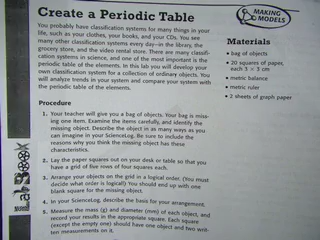 Create a Periodic Table
MAKING
MODELS
You probably have classification systems for many things in your
life, such as your clothes, your books, and your CDs. You see
many other classification systems every day—in the library, the
grocery store, and the video rental store. There are many classifi-
cation systems in science, and one of the most important is the
periodic table of the elements. In this lab you will develop your
own classification system for a collection of ordinary objects. You
will analyze trends in your system and compare your system with
the periodic table of the elements.
Materials
• bag of objects
• 20 squares of paper,
each 3 × 3 cm
• metric balance
• metric ruler
• 2 sheets of graph paper
Procedure
1. Your teacher will give you a bag of objects. Your bag is miss-
ing one item. Examine the items carefully, and identify the
missing object. Describe the object in as many ways as you
can imagine in your ScienceLog. Be sure to include the
reasons why you think the missing object has these
characteristics.
2. Lay the paper squares out on your desk or table so that you
have a grid of five rows of four squares each.
3. Arrange your objects on the grid in a logical order. (You must
decide what order is logical!) You should end up with one
blank square for the missing object.
4. In your ScienceLog, describe the basis for your arrangement.
5. Measure the mass (g) and diameter (mm) of each object, and
record your results in the appropriate square. Each square
(except the empty one) should have one object and two writ-
ten measurements on it.
LabBook